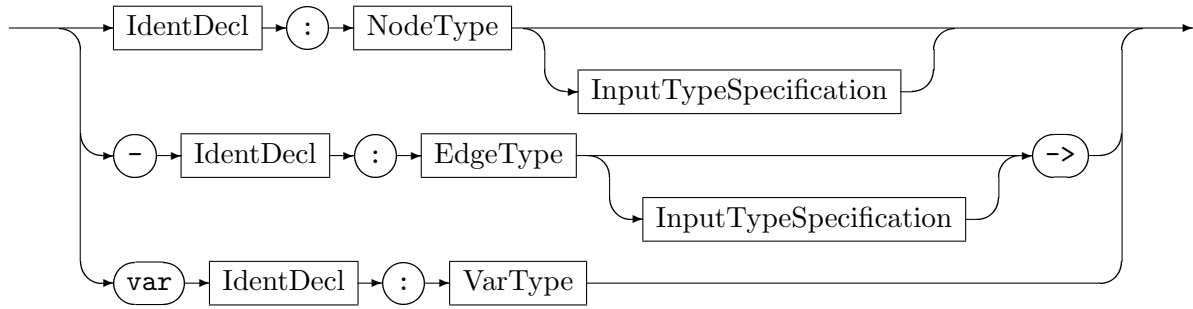 IdentDecl : NodeType
InputTypeSpecification
- IdentDecl : EdgeType ->
InputTypeSpecification
var IdentDecl : VarType